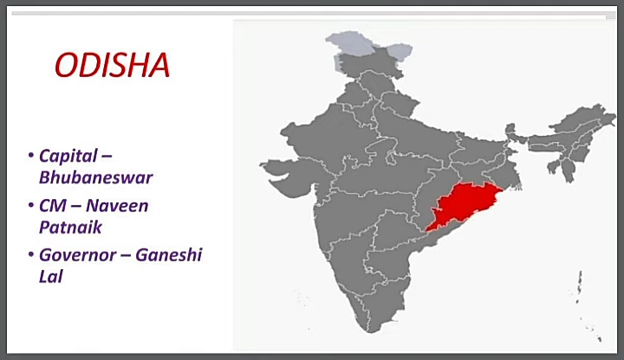 ODISHA
• Capital –
Bhubaneswar
• CM – Naveen
Patnaik
• Governor – Ganeshi
Lal